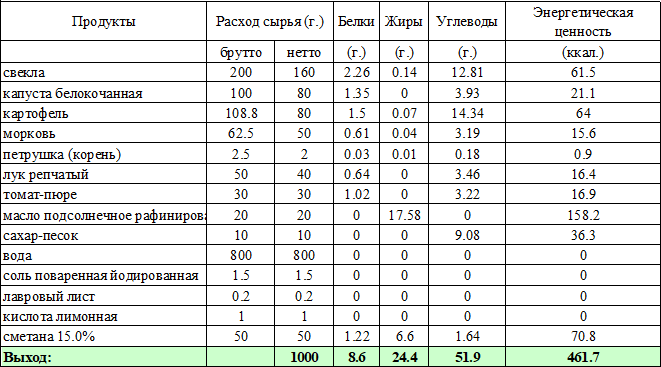 Продукты Расход сырья (г.) Белки Жиры Углеводы Энергетическая ценность
брутто нетто (г.) (г.) (г.) (ккал.)
свекла 200 160 2.26 0.14 12.81 61.5
капуста белокочанная 100 80 1.35 0 3.93 21.1
картофель 108.8 80 1.5 0.07 14.34 64
морковь 62.5 50 0.61 0.04 3.19 15.6
петрушка (корень) 2.5 2 0.03 0.01 0.18 0.9
лук репчатый 50 40 0.64 0 3.46 16.4
томат-пюре 30 30 1.02 0 3.22 16.9
масло подсолнечное рафинирова 20 20 0 17.58 0 158.2
сахар-песок 10 10 0 0 9.08 36.3
вода 800 800 0 0 0 0
соль поваренная йодированная 1.5 1.5 0 0 0 0
лавровый лист 0.2 0.2 0 0 0 0
кислота лимонная 1 1 0 0 0 0
сметана 15.0% 50 50 1.22 6.6 1.64 70.8
Выход: 1000 8.6 24.4 51.9 461.7